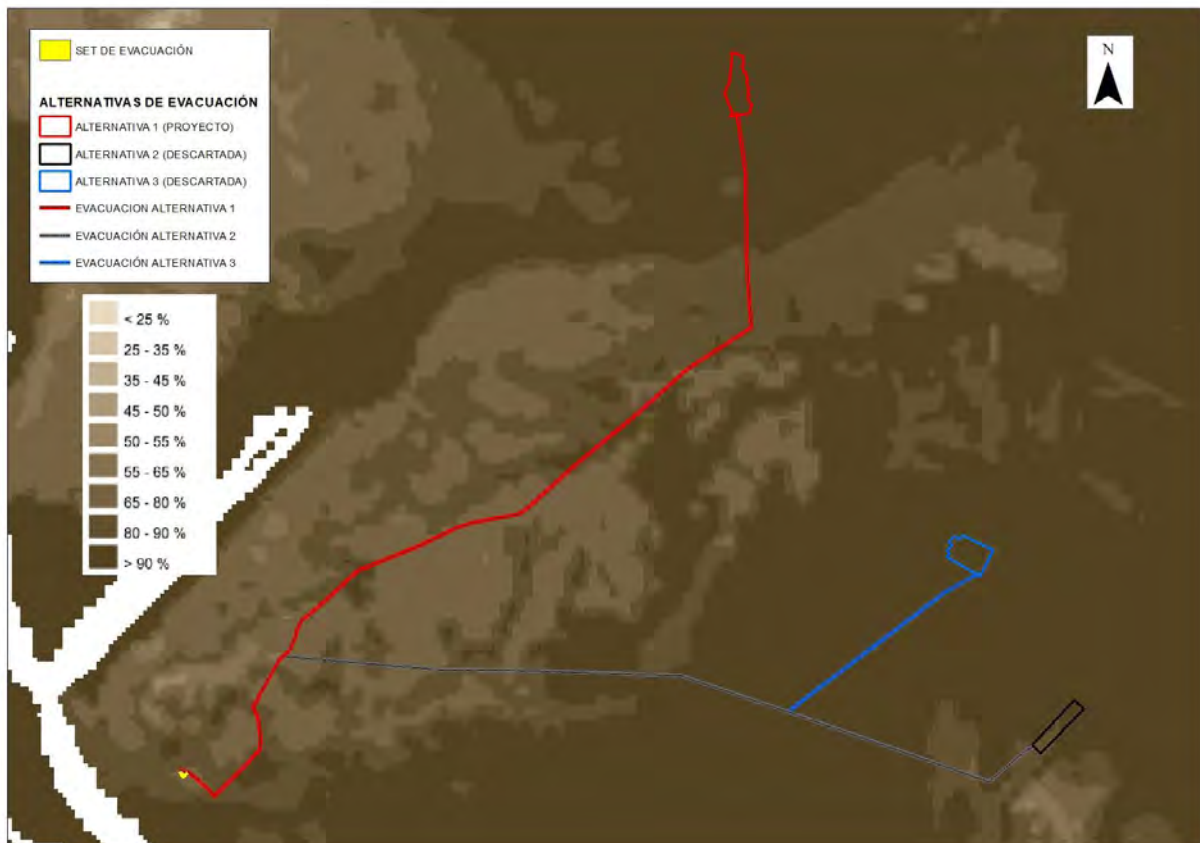 SET DE EVACUACIÓN
ALTERNATIVAS DE EVACUACIÓN
ALTERNATIVA 1 (PROYECTO)
ALTERNATIVA 2 (DESCARTADA)
ALTERNATIVA 3 (DESCARTADA)
EVACUACION ALTERNATIVA 1
EVACUACIÓN ALTERNATIVA 2
EVACUACIÓN ALTERNATIVA 3
N
< 25 %
25 - 35 %
35 - 45 %
45 - 50 %
50 - 55 %
55 - 65 %
65 - 80 %
80 - 90 %
> 90 %